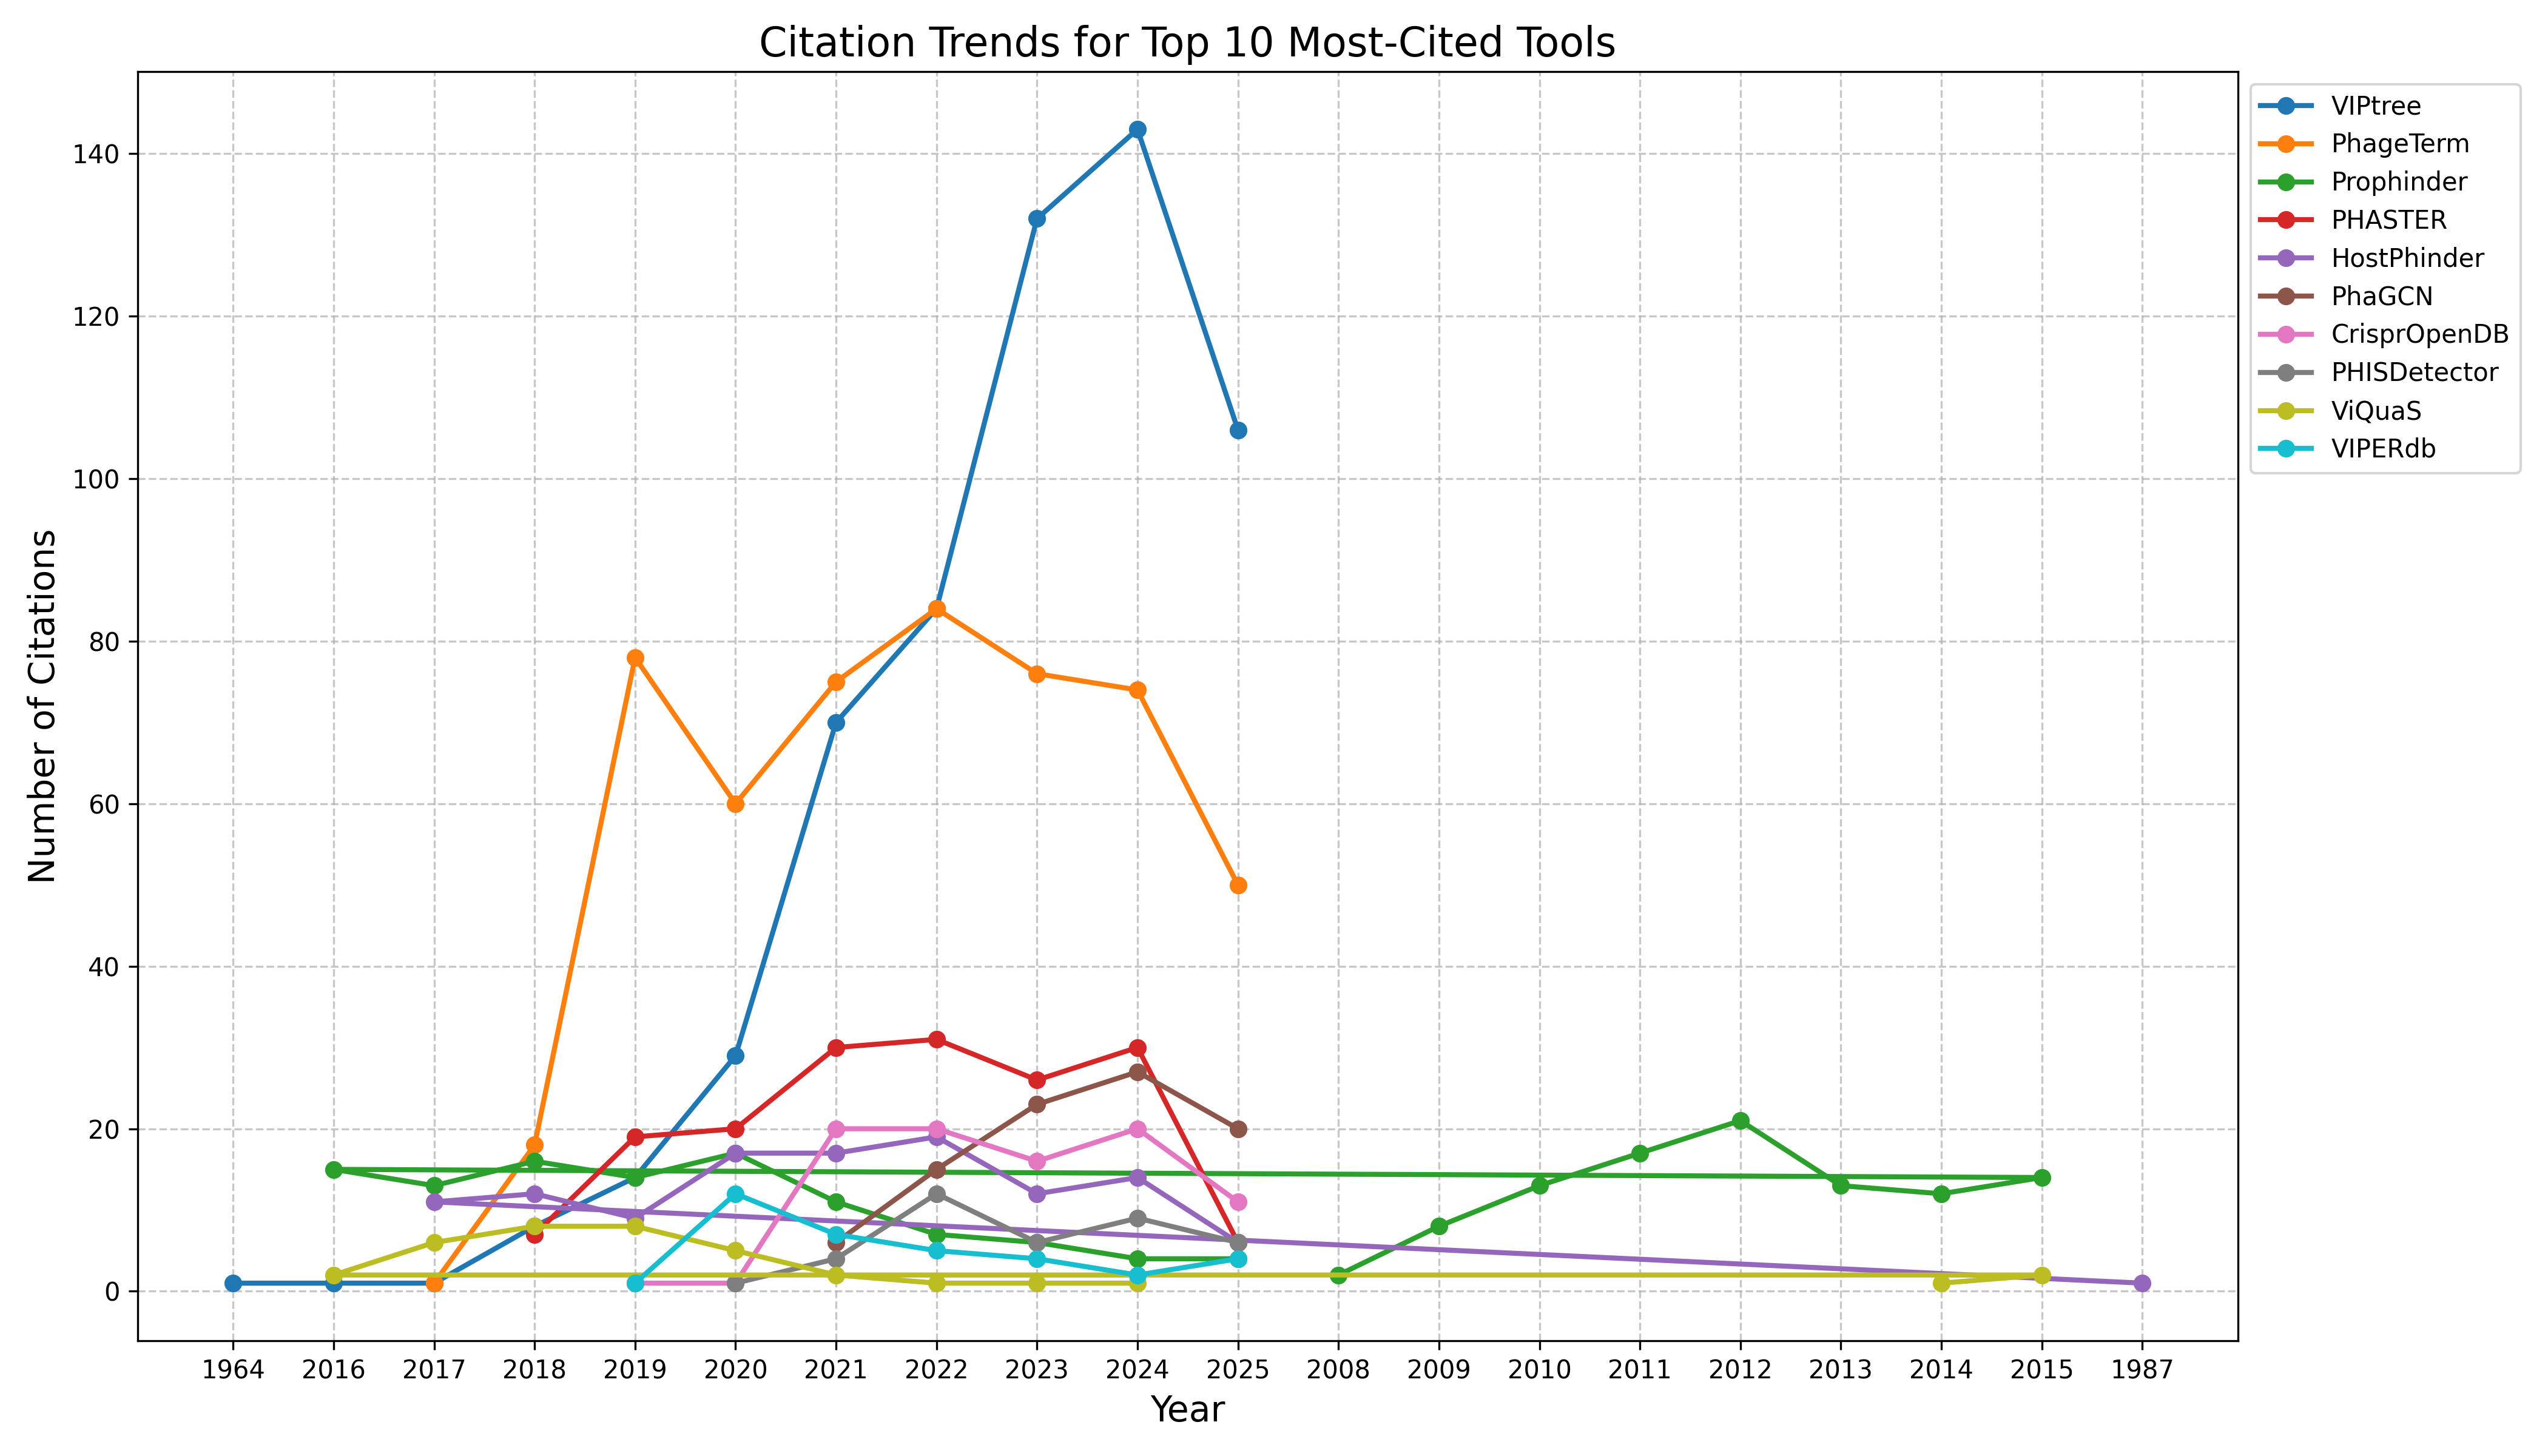 Citation Trends for Top 10 Most-Cited Tools
Number of Citations
140
120
100
80
60
40
20
0
1964 2016 2017 2018 2019 2020 2021 2022 2023 2024 2025 2008 2009 2010 2011 2012 2013 2014 2015 1987
Year
VIPtree
PhageTerm
Prophinder
PHASTER
HostPhinder
PhaGCN
CrisprOpenDB
PHISDetector
ViQuaS
VIPERdb